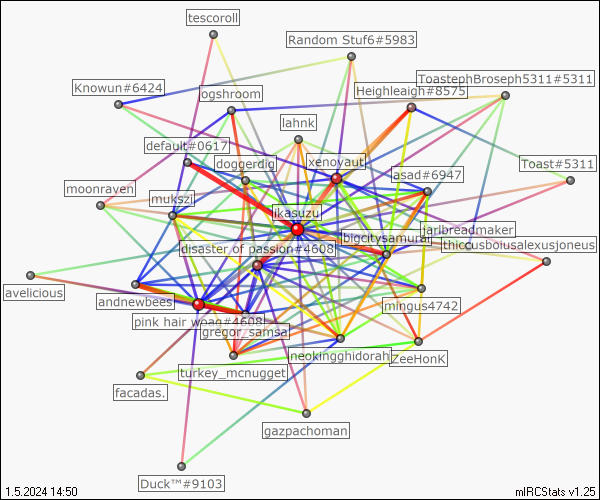 tescoroll
Random Stuf6#5983
ToastephBroseph5311#5311
Knowun#6424
ogshroom
Heighleigh#8575
lahnk
default#0617
doggerdig
xenoyaut
asad#6947
Toast#5311
moonraven
mukszi
ikasuzu
jarlbreadmaker
disaster of passion#4608
bigcitysamurai
thiccusboiusalexusjoneus
avelicious
andnewbees
mingus4742
pink hair woag#4608
gregor_samsa
neokingghidorah
ZeeHonK
turkey_mcnugget
facadas.
gazpachoman
Duck™#9103
1.5.2024 14:50
mIRCStats v1.25